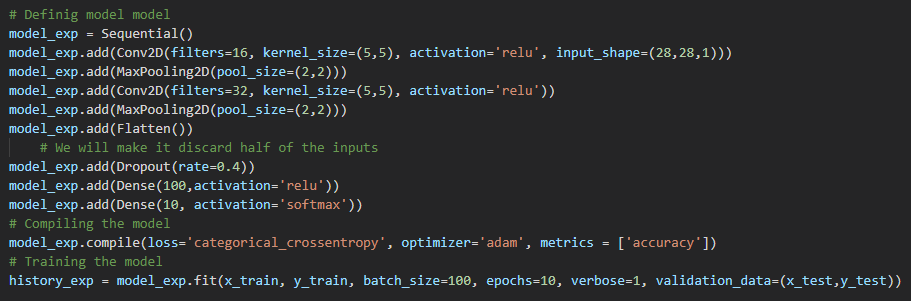 # Definig model model
model_exp = Sequential()
model_exp.add(Conv2D(filters=16, kernel_size=(5,5), activation='relu', input_shape=(28,28,1)))
model_exp.add(MaxPooling2D(pool_size=(2,2)))
model_exp.add(Conv2D(filters=32, kernel_size=(5,5), activation='relu'))
model_exp.add(MaxPooling2D(pool_size=(2,2)))
model_exp.add(Flatten())
    # We will make it discard half of the inputs
model_exp.add(Dropout(rate=0.4))
model_exp.add(Dense(100,activation='relu'))
model_exp.add(Dense(10, activation='softmax'))
# Compiling the model
model_exp.compile(loss='categorical_crossentropy', optimizer='adam', metrics = ['accuracy'])
# Training the model
history_exp = model_exp.fit(x_train, y_train, batch_size=100, epochs=10, verbose=1, validation_data=(x_test,y_test))